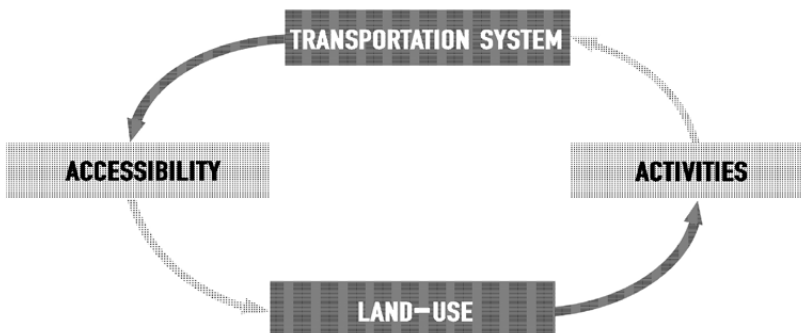 TRANSPORTATION SYSTEM
ACCESSIBILITY
ACTIVITIES
LAND-USE